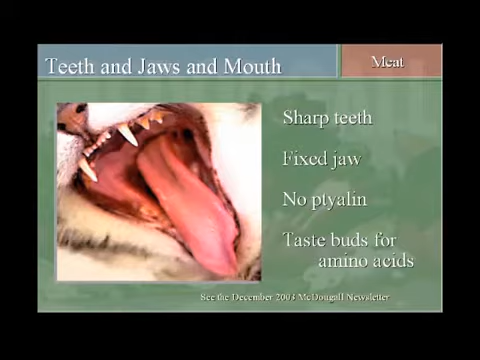 Teeth and Jaws and Mouth
Meat
Sharp teeth
Fixed jaw
No ptyalin
Taste buds for
amino acids
See the December 2003 McDougall Newsletter